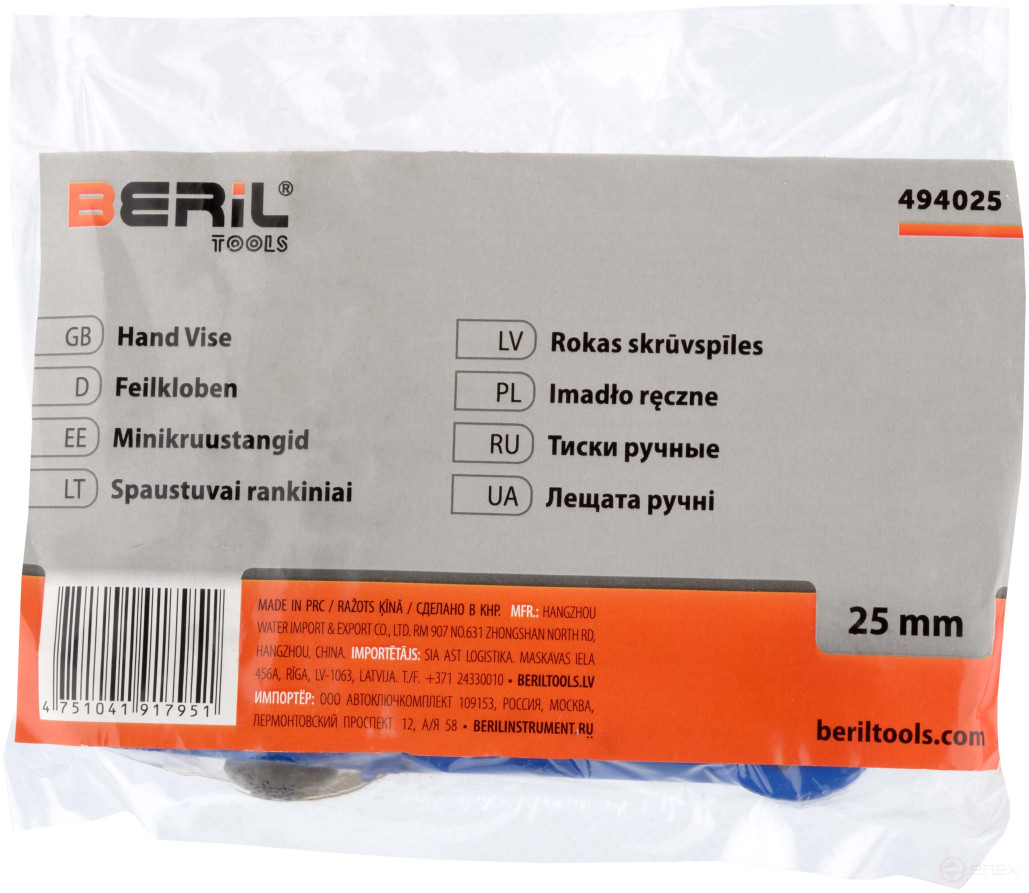 BERiL®
TOOLS
494025
GB Hand Vise
D Feilkloben
EE Minikruustangid
LT Spaustuvai rankiniai
LV Rokas skrūvspīles
PL Imadło ręczne
RU Тиски ручные
UA Лещата ручні
25 mm
MADE IN PRC / RAŽOTS ĶĪNĀ / СДЕЛАНО В КНР. MFR.: HANGZHOU
WATER IMPORT & EXPORT CO., LTD. RM 907 NO.631 ZHONGSHAN NORTH RD,
HANGZHOU, CHINA. IMPORTĒTĀJS: SIA AST LOGISTIKA. MASKAVAS IELA
456A, RĪGA, LV-1063, LATVIJA. T./F. +371 24330010 • BERILTOOLS.LV
ИМПОРТЁР: ООО АВТОКЛЮЧКОМПЛЕКТ 109153, РОССИЯ, МОСКВА,
ЛЕРМОНТОВСКИЙ ПРОСПЕКТ 12, А/Я 58 • BERILINSTRUMENT.RU
4 751041 917951
beriltools.com
enex